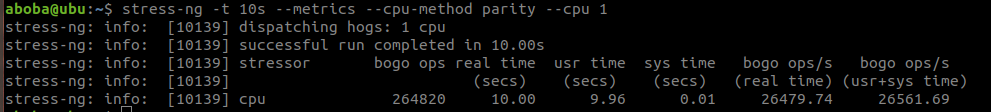 aboba@ubu:~$ stress-ng -t 10s --metrics --cpu-method parity --cpu 1
stress-ng: info:  [10139] dispatching hogs: 1 cpu
stress-ng: info:  [10139] successful run completed in 10.00s
stress-ng: info:  [10139] stressor       bogo ops real time  usr time  sys time   bogo ops/s   bogo ops/s
stress-ng: info:  [10139]                           (secs)    (secs)    (secs)   (real time) (usr+sys time)
stress-ng: info:  [10139] cpu              264820     10.00      9.96      0.01     26479.74     26561.69